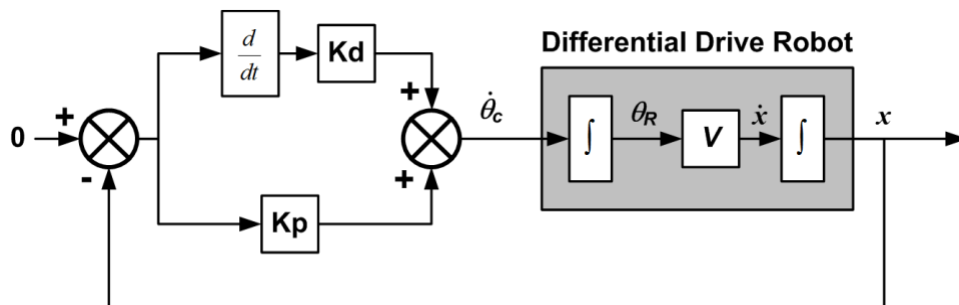 Differential Drive Robot
d
dt
Kd
+
+
θ̇c
∫
θR
V
ẋ
∫
x
0
+
-
Kp